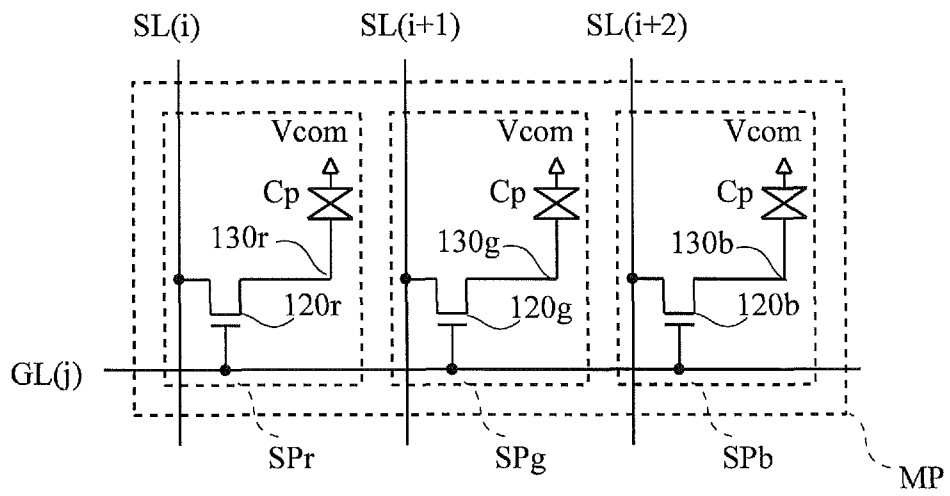 SL(i) SL(i+1) SL(i+2)
Vcom Vcom Vcom
Cp Cp Cp
130r 130g 130b
120r 120g 120b
GL(j)
SPr SPg SPb
MP